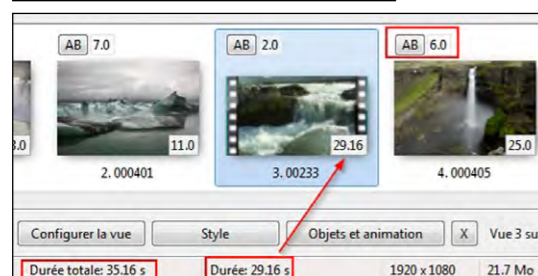 AB 7.0 AB 2.0 AB 6.0
3.0 11.0 29.16 25.0
2. 000401 3. 00233 4. 000405
Configurer la vue Style Objets et animation X Vue 3 su
Durée totale: 35.16 s Durée: 29.16 s 1920 x 1080 21.7 Mo